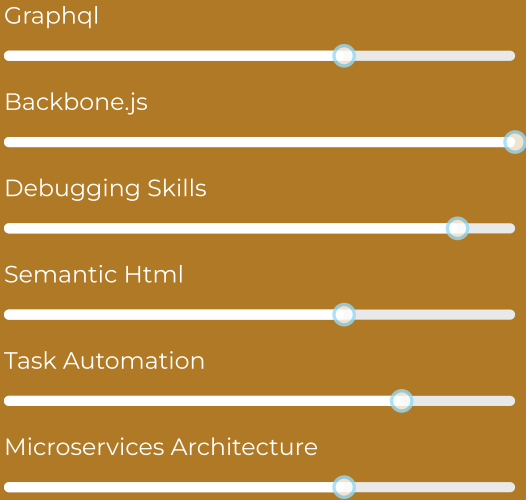 Graphql
Backbone.js
Debugging Skills
Semantic Html
Task Automation
Microservices Architecture